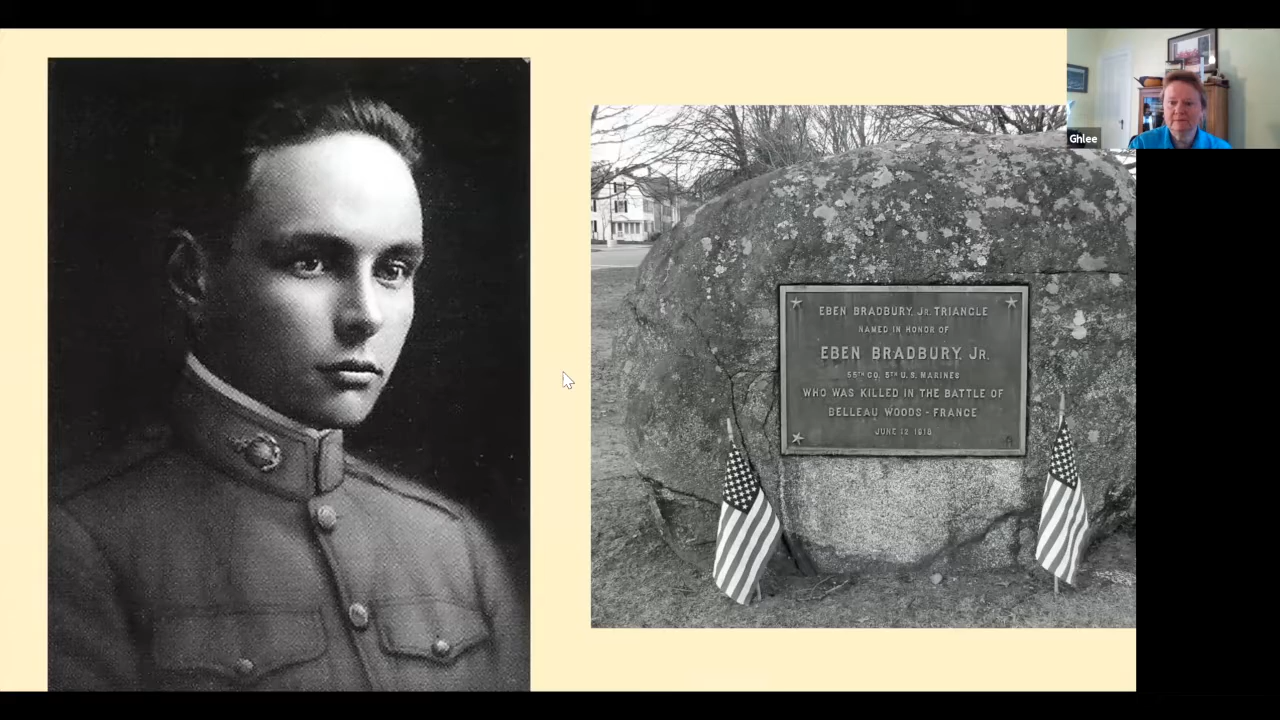 Ghlee
EBEN BRADBURY, JR. TRIANGLE
NAMED IN HONOR OF
EBEN BRADBURY, JR.
55TH CO. 5TH U.S. MARINES
WHO WAS KILLED IN THE BATTLE OF
BELLEAU WOODS - FRANCE
JUNE 12 1918